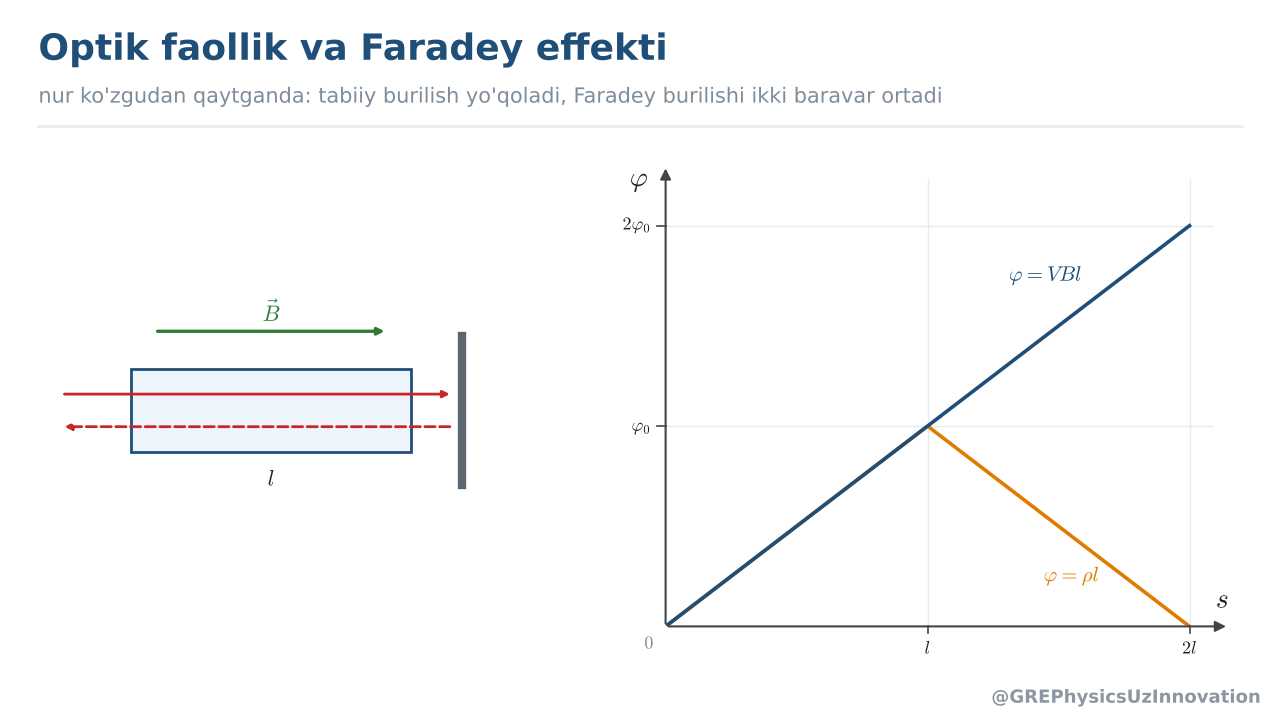 Optik faollik va Faradey effekti
nur ko'zgudan qaytganda: tabiiy burilish yo'qoladi, Faradey burilishi ikki baravar ortadi
B⃗
l
φ
2φ₀
φ = VBl
φ₀
φ = ρl
s
0
l
2l
@GREPhysicsUzInnovation